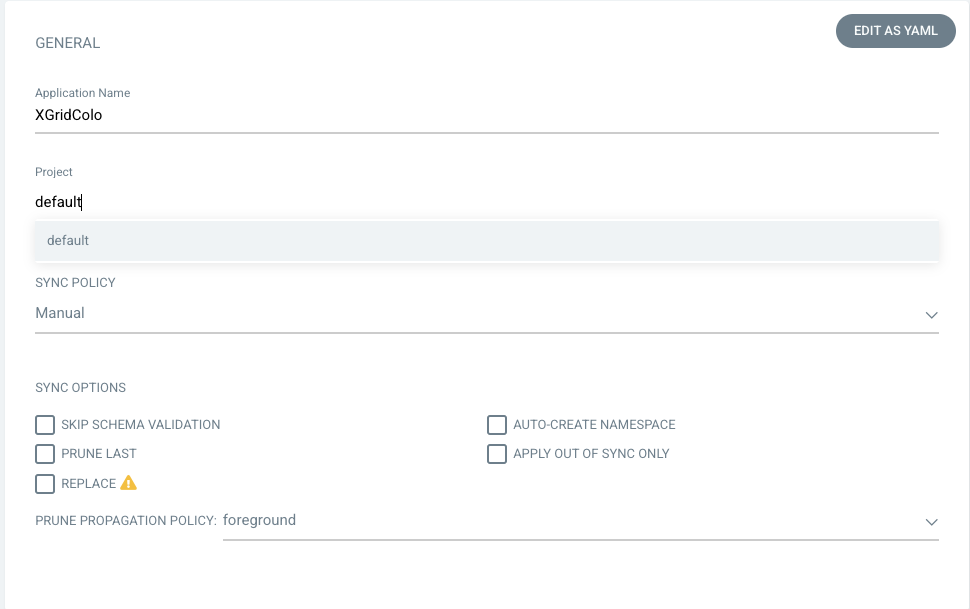 GENERAL
EDIT AS YAML
Application Name
XGridColo
Project
default
default
SYNC POLICY
Manual
SYNC OPTIONS
SKIP SCHEMA VALIDATION
AUTO-CREATE NAMESPACE
PRUNE LAST
APPLY OUT OF SYNC ONLY
REPLACE
PRUNE PROPAGATION POLICY: foreground